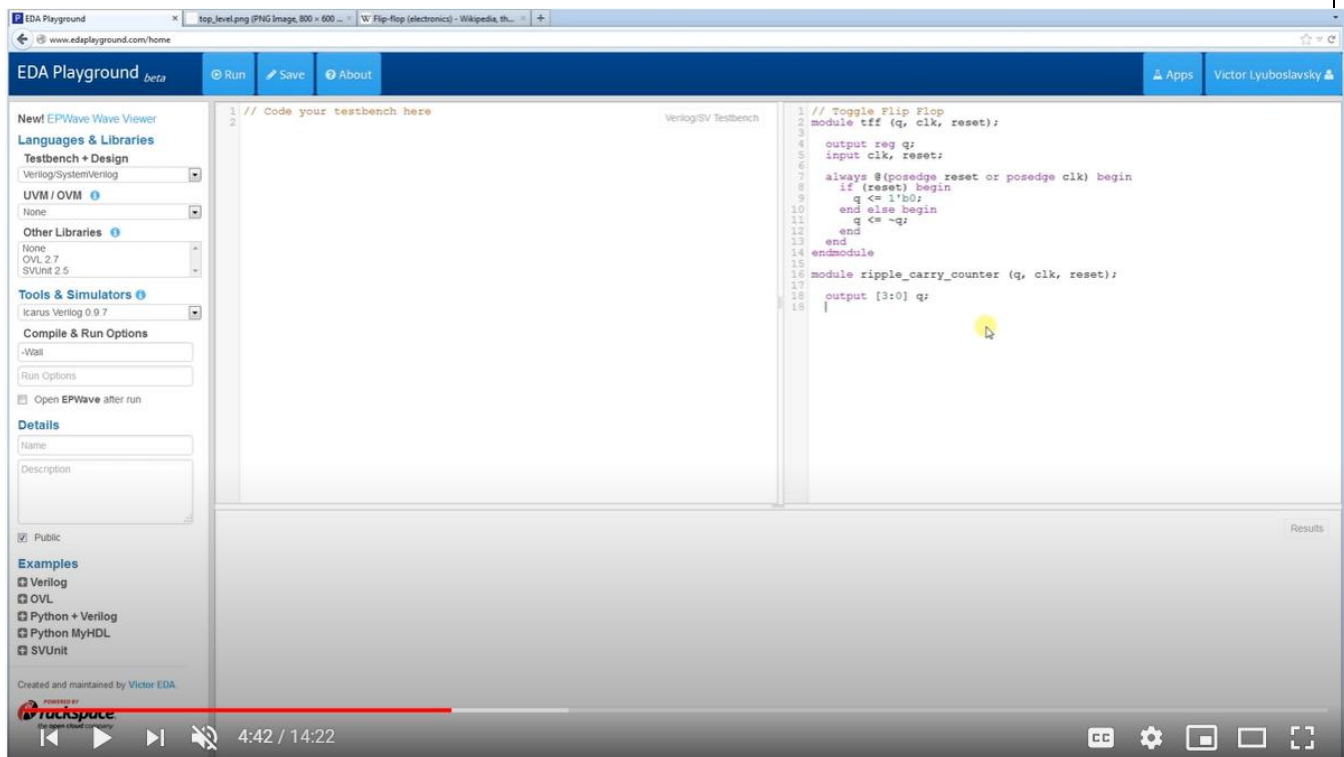 EDA Playground
top_level.png (PNG Image, 800 × 600 ...
W Flip-flop (electronics) - Wikipedia, th...
www.edaplayground.com/home
EDA Playground beta
Run
Save
About
Apps
Victor Lyuboslavsky
New! EPWave Wave Viewer
Languages & Libraries
Testbench + Design
Verilog/SystemVerilog
UVM / OVM
None
Other Libraries
None
OVL 2.7
SVUnit 2.5
Tools & Simulators
Icarus Verilog 0.9.7
Compile & Run Options
-Wall
Run Options
Open EPWave after run
Details
Name
Description
Public
Examples
Verilog
OVL
Python + Verilog
Python MyHDL
SVUnit
Created and maintained by Victor EDA.
POWERED BY
rackspace.
the open cloud company
1 // Code your testbench here
2
Verilog/SV Testbench
1 // Toggle Flip Flop
2 module tff (q, clk, reset);
3
4 output reg q;
5 input clk, reset;
6
7 always @(posedge reset or posedge clk) begin
8 if (reset) begin
9 q <= 1'b0;
10 end else begin
11 q <= ~q;
12 end
13 end
14 endmodule
15
16 module ripple_carry_counter (q, clk, reset);
17
18 output [3:0] q;
19
Results
4:42 / 14:22
CC